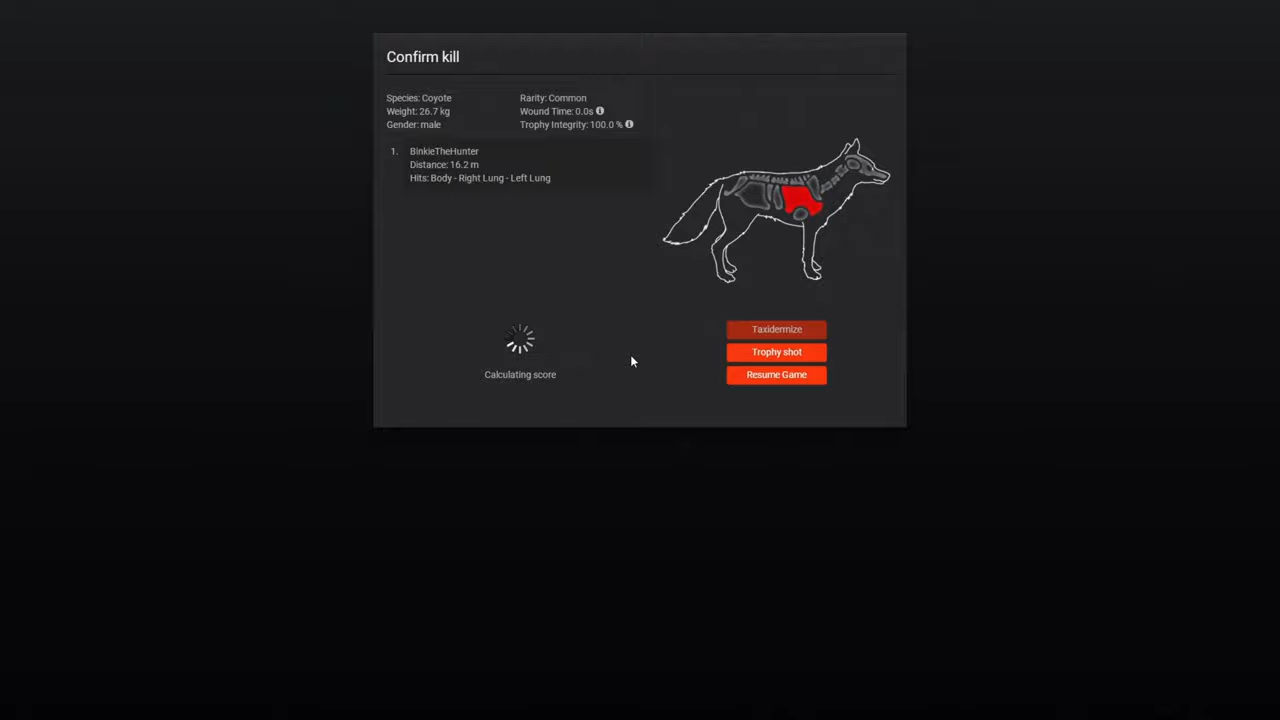 Confirm kill
Species: Coyote
Rarity: Common
Weight: 26.7 kg
Wound Time: 0.0s
Gender: male
Trophy Integrity: 100.0 %
1. BinkieTheHunter
Distance: 16.2 m
Hits: Body - Right Lung - Left Lung
Calculating score
Taxidermize
Trophy shot
Resume Game